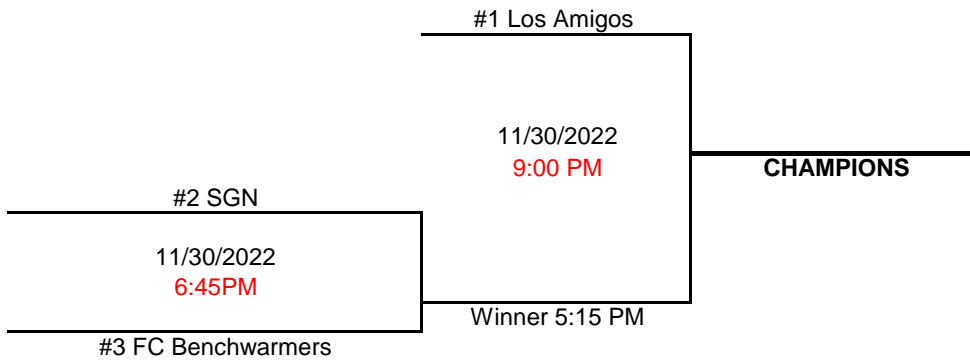 #1 Los Amigos
11/30/2022
9:00 PM
CHAMPIONS
#2 SGN
11/30/2022
6:45PM
Winner 5:15 PM
#3 FC Benchwarmers